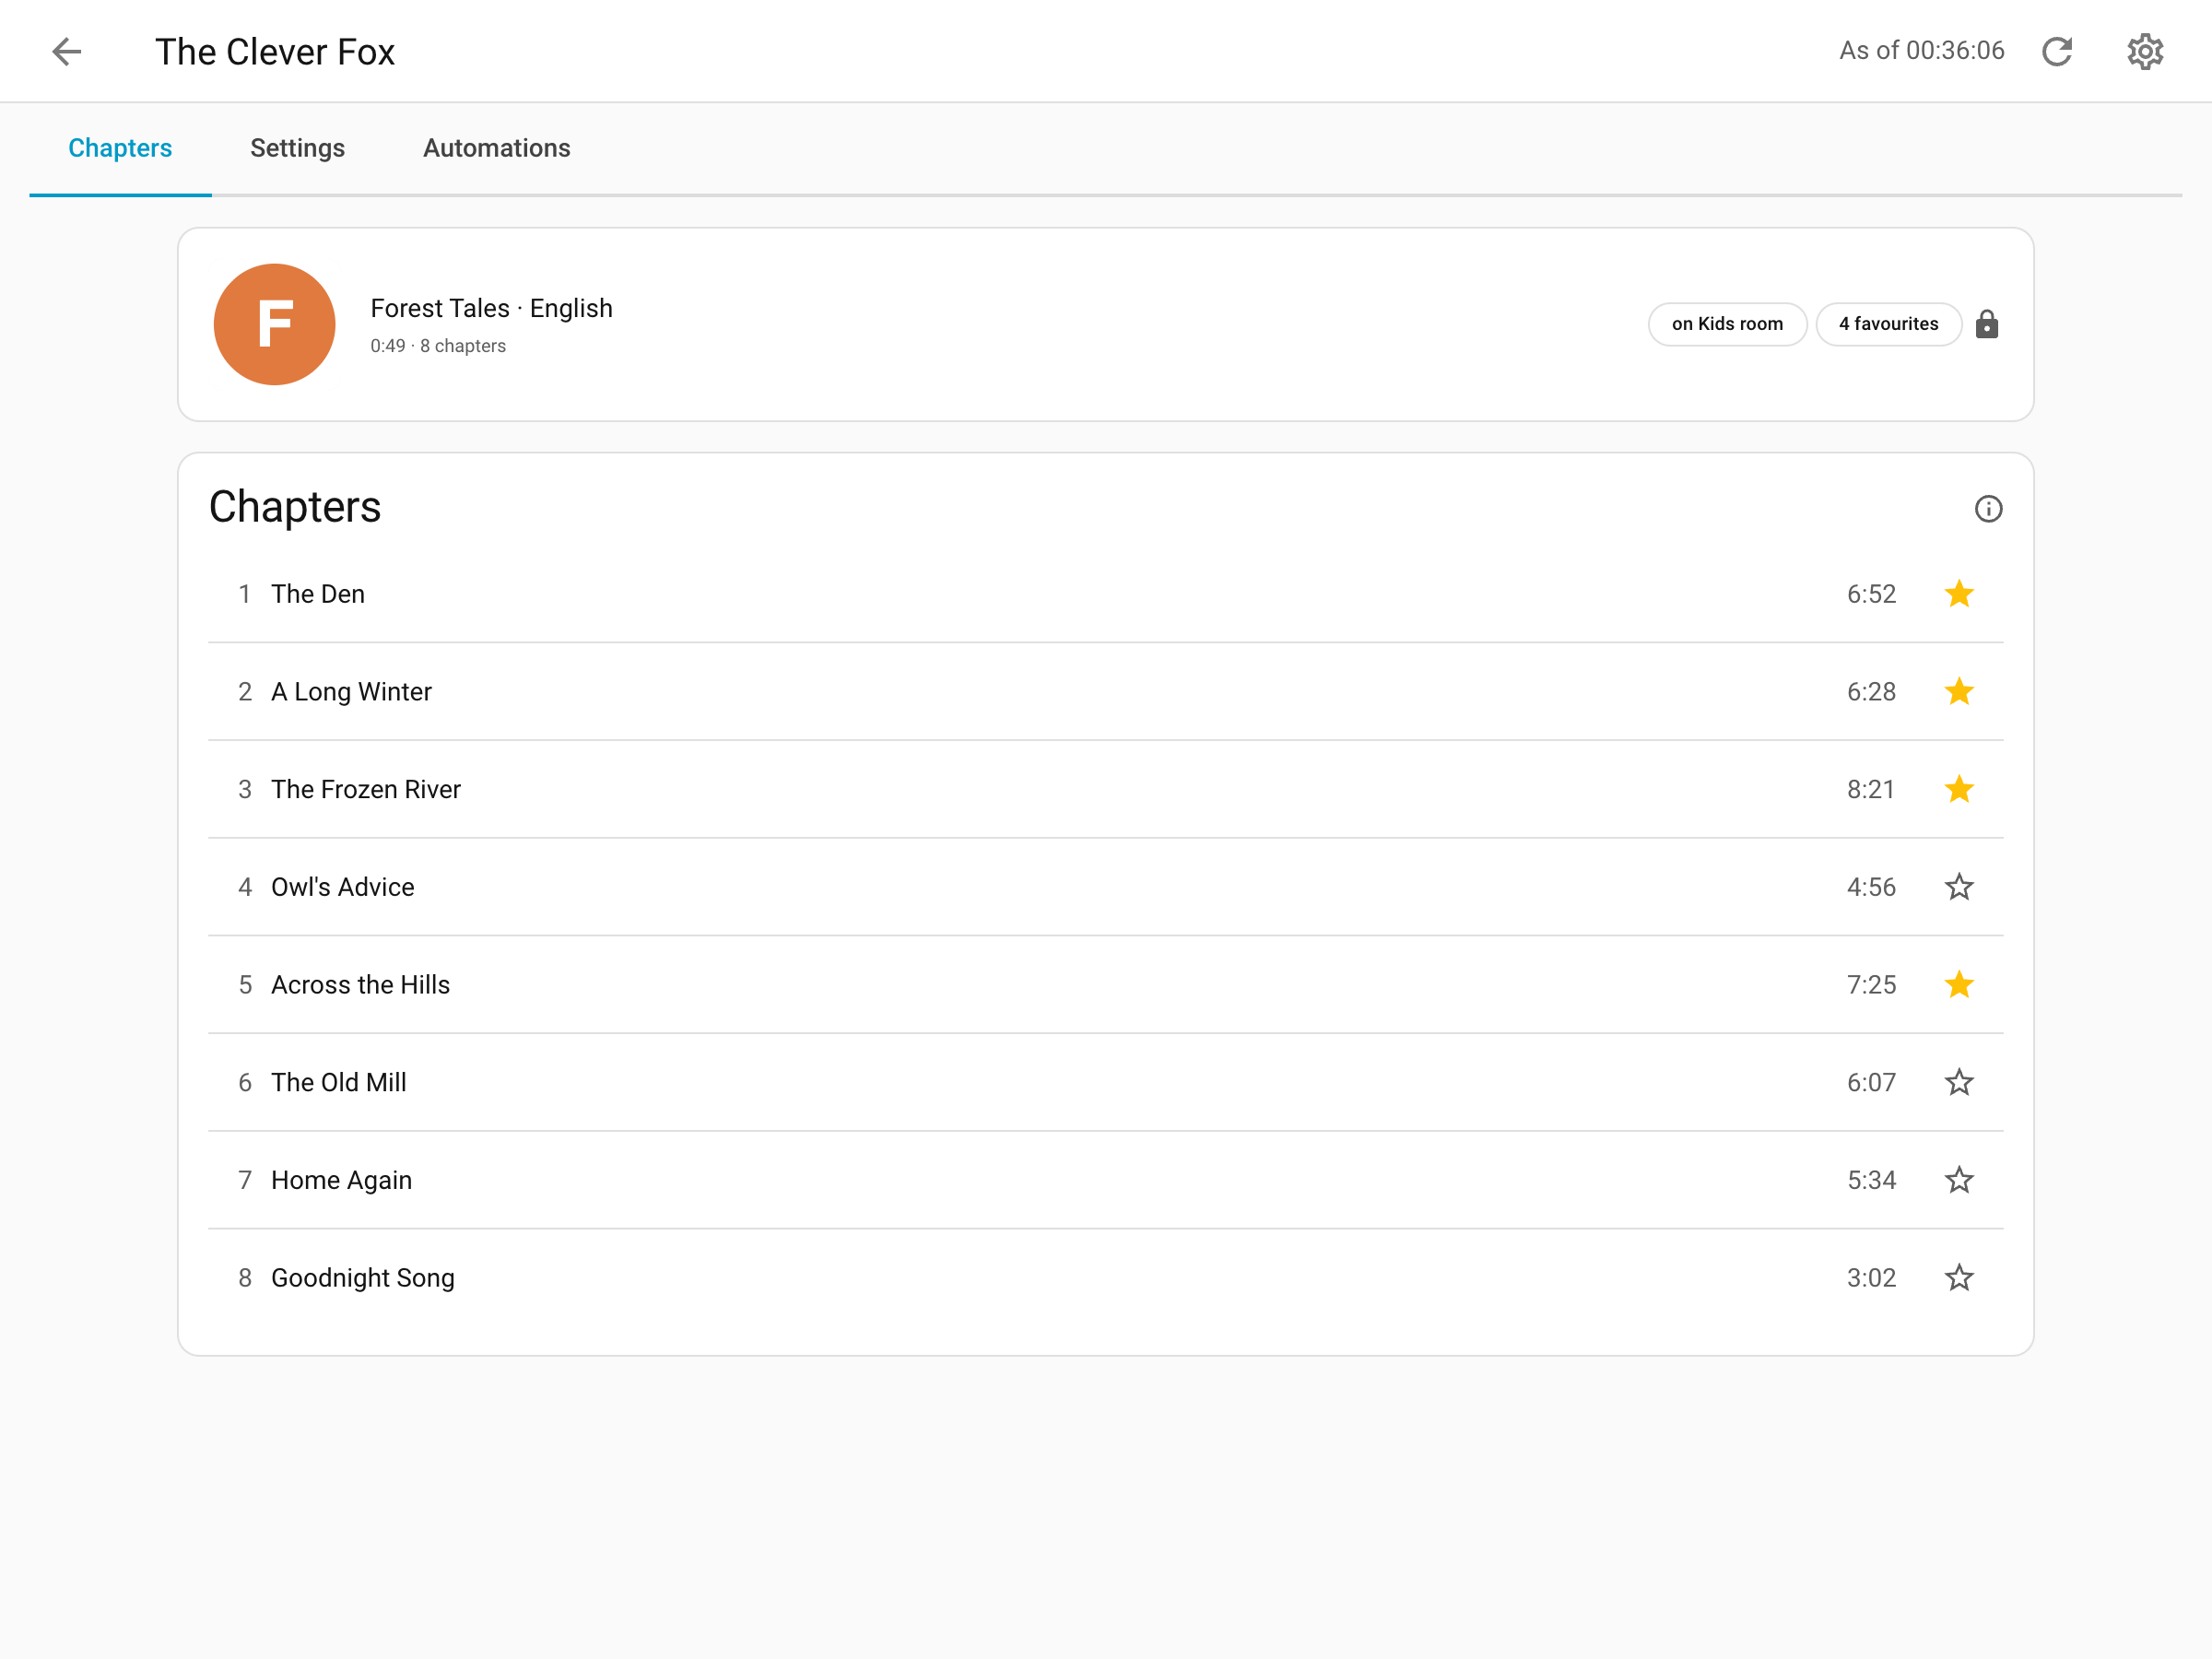 The Clever Fox
As of 00:36:06
Chapters
Settings
Automations
F
Forest Tales · English
0:49 · 8 chapters
on Kids room
4 favourites
Chapters
1 The Den 6:52
2 A Long Winter 6:28
3 The Frozen River 8:21
4 Owl's Advice 4:56
5 Across the Hills 7:25
6 The Old Mill 6:07
7 Home Again 5:34
8 Goodnight Song 3:02